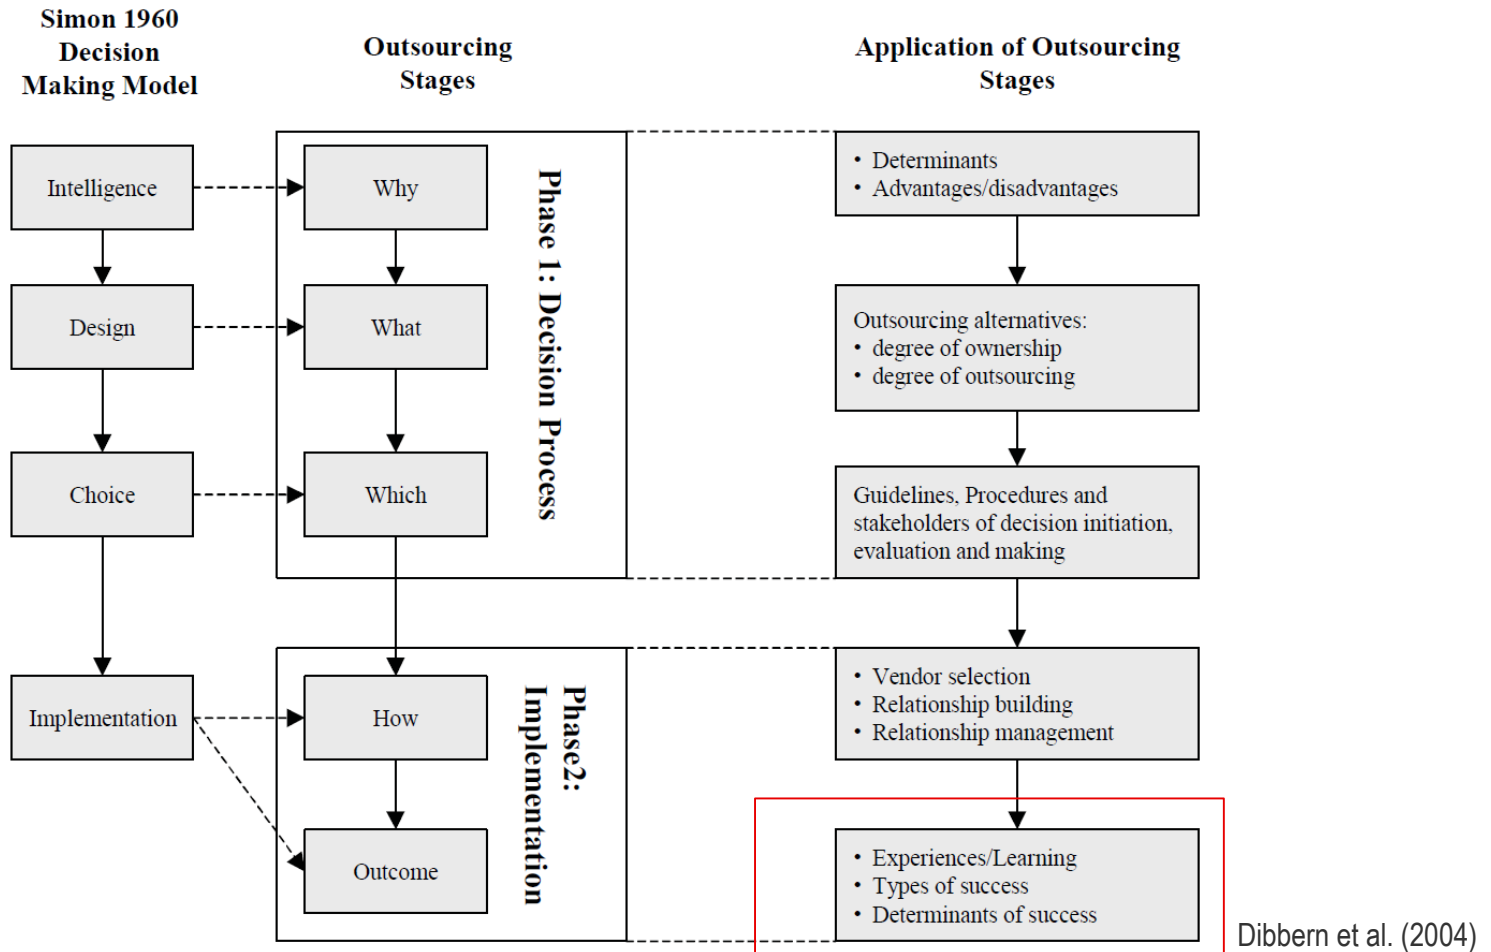 Simon 1960
Decision
Making Model
Outsourcing
Stages
Application of Outsourcing
Stages
Intelligence
Why
• Determinants
• Advantages/disadvantages
Design
What
Outsourcing alternatives:
• degree of ownership
• degree of outsourcing
Choice
Which
Guidelines, Procedures and
stakeholders of decision initiation,
evaluation and making
Phase 1: Decision Process
Implementation
How
• Vendor selection
• Relationship building
• Relationship management
Outcome
• Experiences/Learning
• Types of success
• Determinants of success
Phase2:
Implementation
Dibbern et al. (2004)